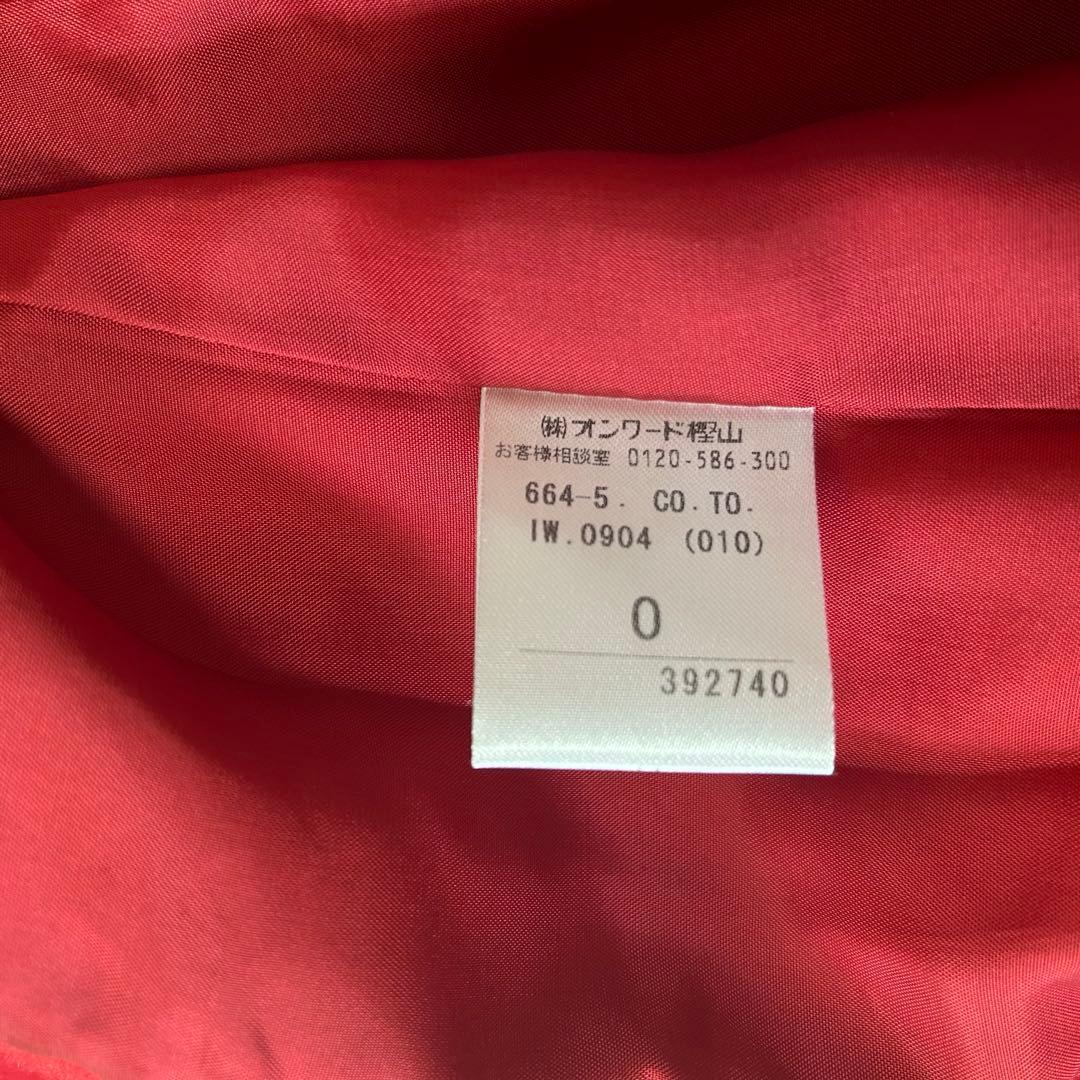 ㈱オンワード樫山
お客様相談室 0120-586-300
664-5. CO.TO.
IW.0904 (010)
0
392740